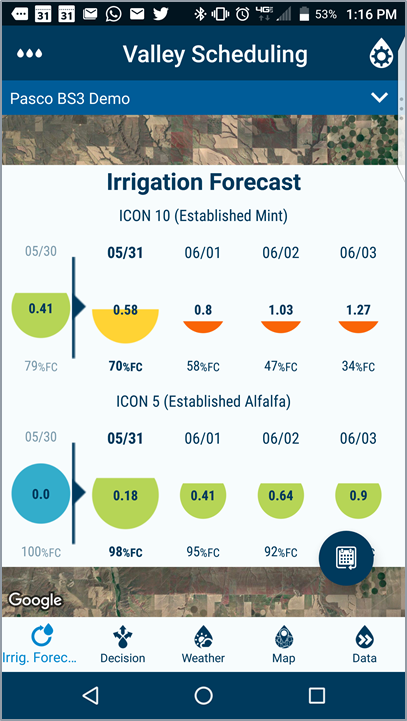 31 31 4G 53% 1:16 PM
Valley Scheduling
Pasco BS3 Demo
Irrigation Forecast
ICON 10 (Established Mint)
05/30 05/31 06/01 06/02 06/03
0.41 0.58 0.8 1.03 1.27
79%FC 70%FC 58%FC 47%FC 34%FC
ICON 5 (Established Alfalfa)
05/30 05/31 06/01 06/02 06/03
0.0 0.18 0.41 0.64 0.9
100%FC 98%FC 95%FC 92%FC
Google
Irrig. Forec... Decision Weather Map Data